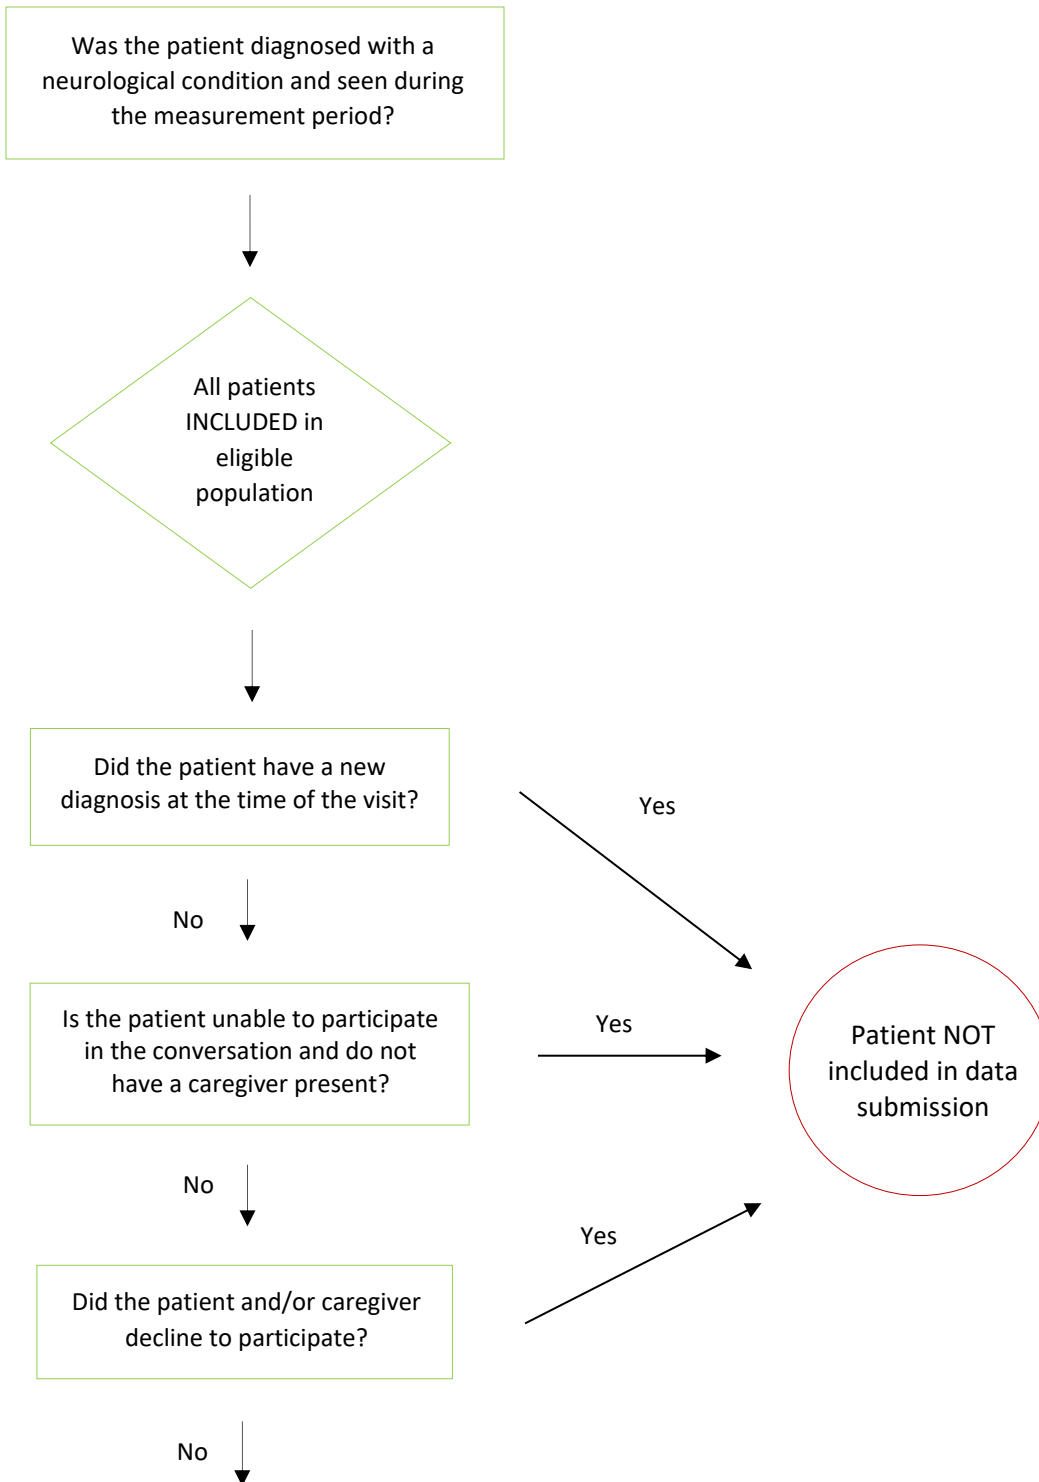 Was the patient diagnosed with a
neurological condition and seen during
the measurement period?
All patients
INCLUDED in
eligible
population
Did the patient have a new
diagnosis at the time of the visit?
Yes
No
Is the patient unable to participate
in the conversation and do not
have a caregiver present?
Yes
Patient NOT
included in data
submission
No
Did the patient and/or caregiver
decline to participate?
Yes
No